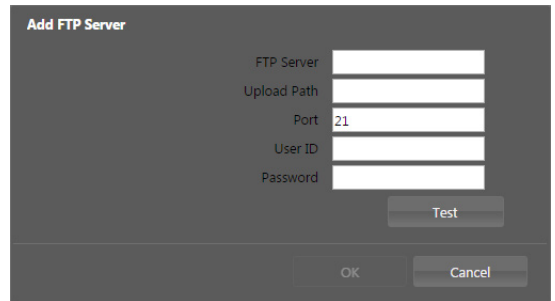 Add FTP Server
FTP Server
Upload Path
Port 21
User ID
Password
Test
OK Cancel